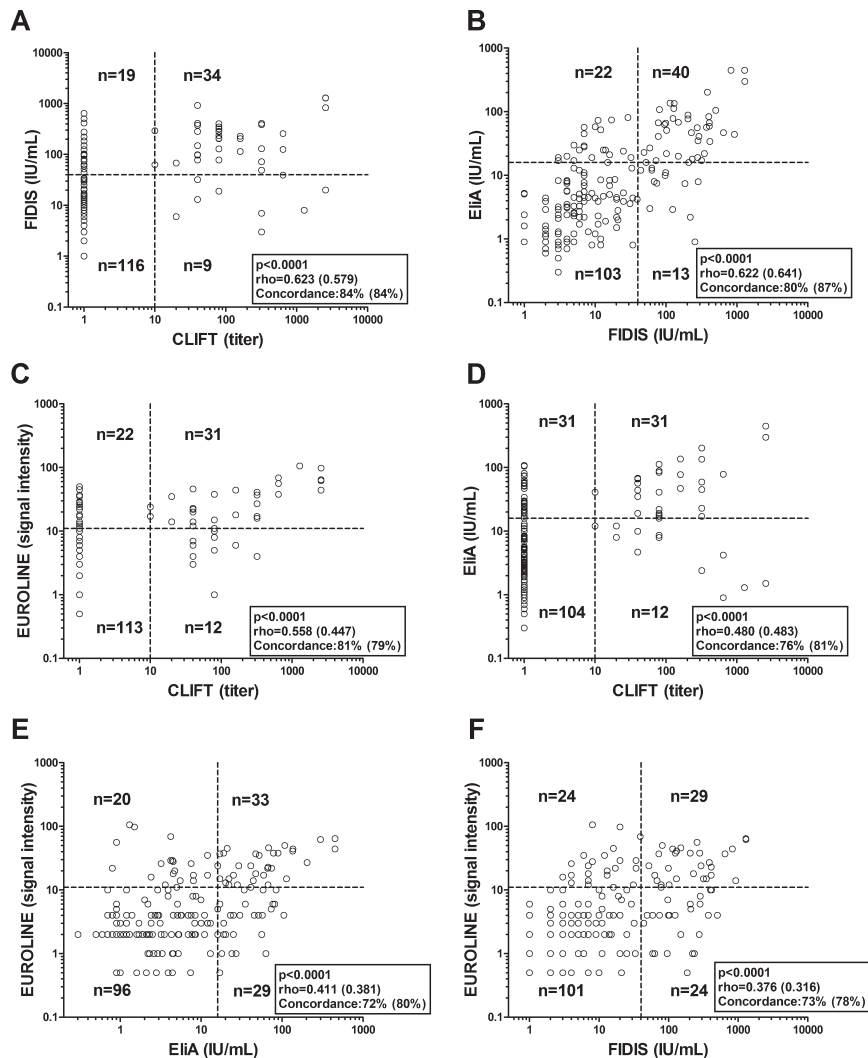 A
FIDIS (IU/mL)
10000
1000
100
10
1
0.1
n=19
n=34
n=116
n=9
p<0.0001
rho=0.623 (0.579)
Concordance:84% (84%)
1
10
100
1000
10000
CLIFT (titer)
B
EliA (IU/mL)
1000
100
10
1
0.1
n=22
n=40
n=103
n=13
p<0.0001
rho=0.622 (0.641)
Concordance:80% (87%)
1
10
100
1000
10000
FIDIS (IU/mL)
C
EUROLINE (signal intensity)
1000
100
10
1
0.1
n=22
n=31
n=113
n=12
p<0.0001
rho=0.558 (0.447)
Concordance:81% (79%)
1
10
100
1000
10000
CLIFT (titer)
D
EliA (IU/mL)
1000
100
10
1
0.1
n=31
n=31
n=104
n=12
p<0.0001
rho=0.480 (0.483)
Concordance:76% (81%)
1
10
100
1000
10000
CLIFT (titer)
E
EUROLINE (signal intensity)
1000
100
10
1
0.1
n=20
n=33
n=96
n=29
p<0.0001
rho=0.411 (0.381)
Concordance:72% (80%)
1
10
100
1000
EliA (IU/mL)
F
EUROLINE (signal intensity)
1000
100
10
1
0.1
n=24
n=29
n=101
n=24
p<0.0001
rho=0.376 (0.316)
Concordance:73% (78%)
1
10
100
1000
10000
FIDIS (IU/mL)